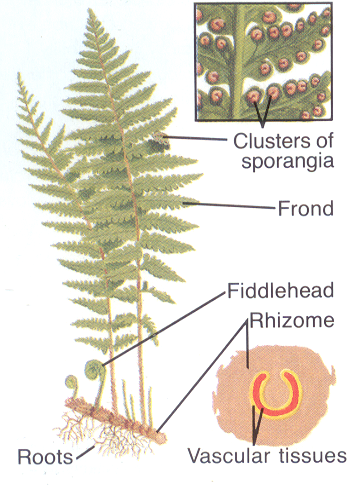 Clusters of
sporangia
Frond
Fiddlehead
Rhizome
Roots
Vascular tissues